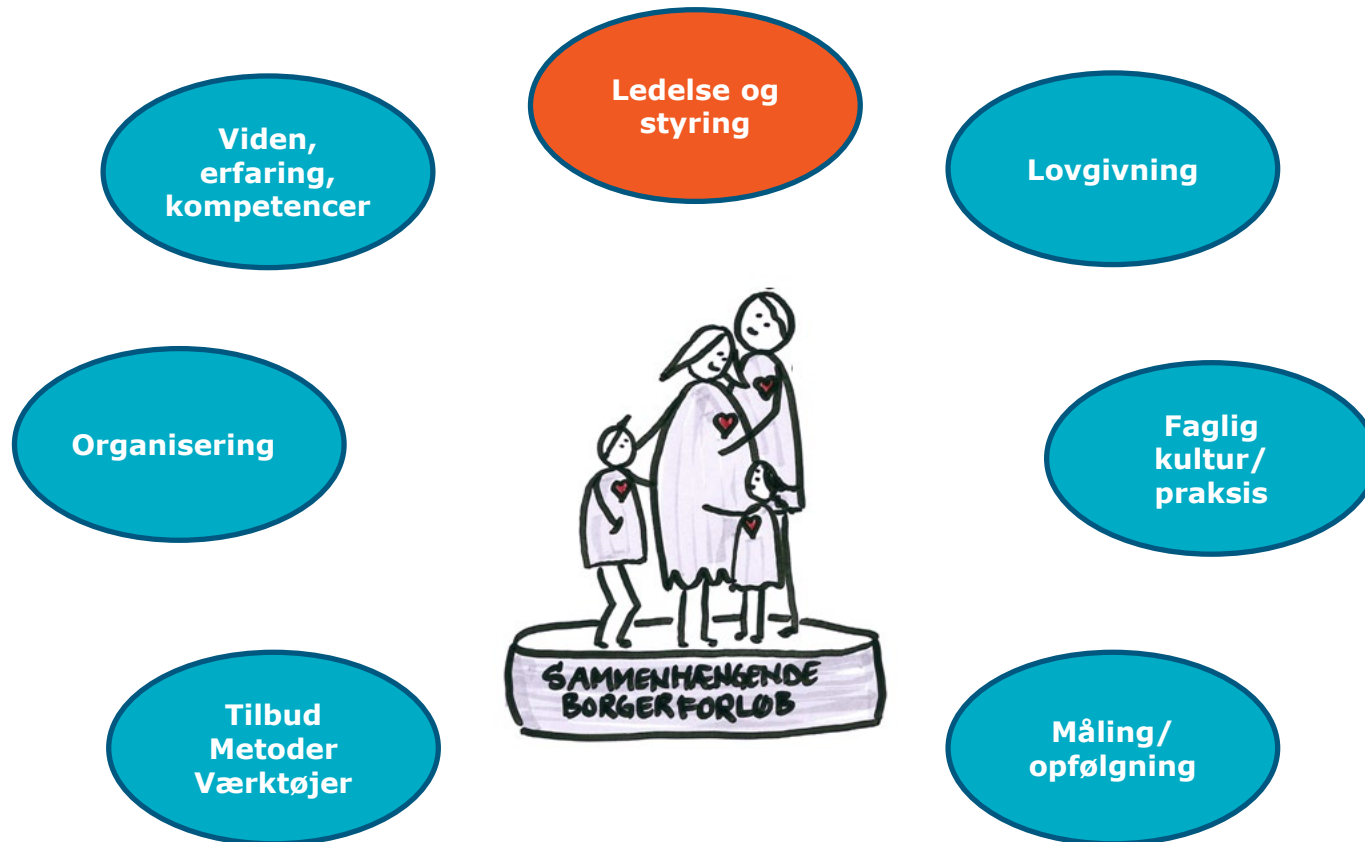 Ledelse og
styring
Viden,
erfaring,
kompetencer
Lovgivning
Organisering
Faglig
kultur/
praksis
SAMMENHÆNGENDE
BORGERFORLØB
Tilbud
Metoder
Værktøjer
Måling/
opfølgning